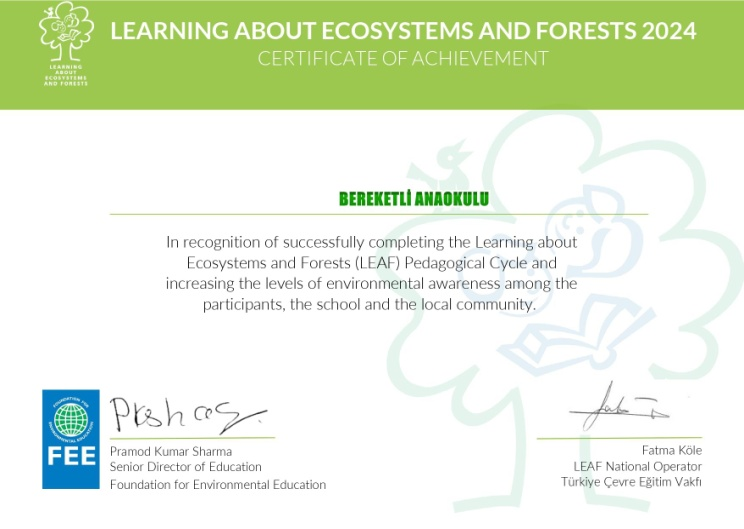 LEARNING ABOUT ECOSYSTEMS AND FORESTS 2024
CERTIFICATE OF ACHIEVEMENT
LEARNING
ABOUT
ECOSYSTEMS
AND FORESTS
BEREKETLİ ANAOKULU
In recognition of successfully completing the Learning about
Ecosystems and Forests (LEAF) Pedagogical Cycle and
increasing the levels of environmental awareness among the
participants, the school and the local community.
FOUNDATION FOR
ENVIRONMENTAL EDUCATION
FEE
Pramod Kumar Sharma
Senior Director of Education
Foundation for Environmental Education
Fatma Köle
LEAF National Operator
Türkiye Çevre Eğitim Vakfı